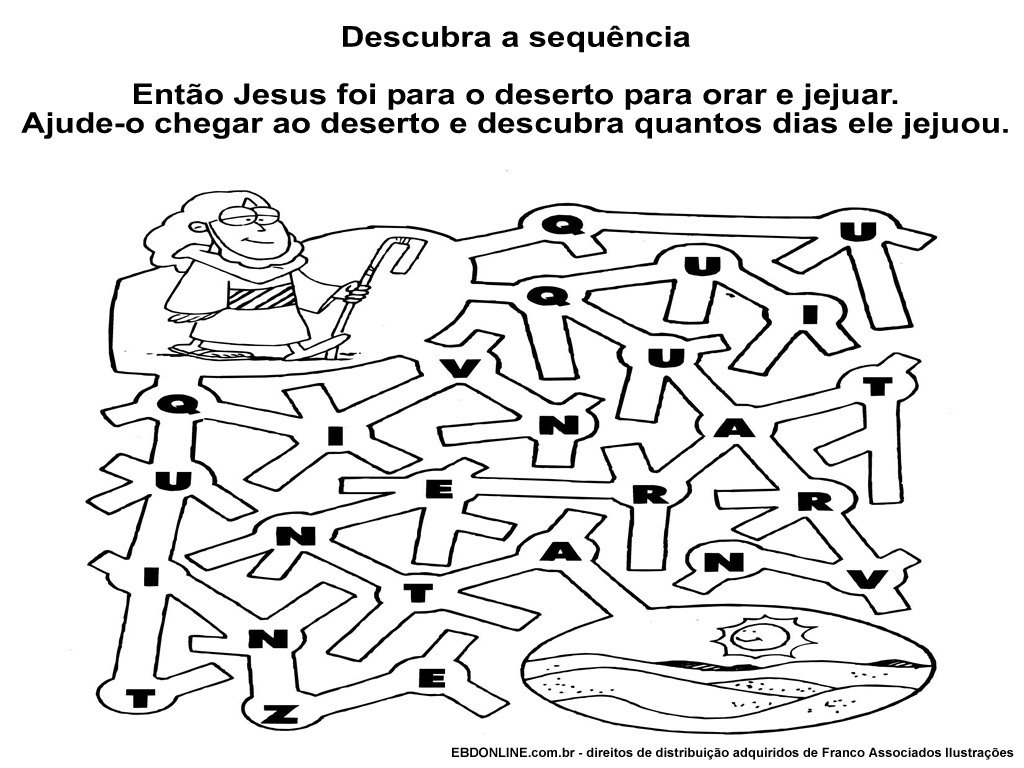 Descubra a sequência
Então Jesus foi para o deserto para orar e jejuar.
Ajude-o chegar ao deserto e descubra quantos dias ele jejuou.
Q U
Q U I
V U T
Q I N A
U E R R
N A N V
I T
N E
T Z
EBDONLINE.com.br - direitos de distribuição adquiridos de Franco Associados Ilustrações